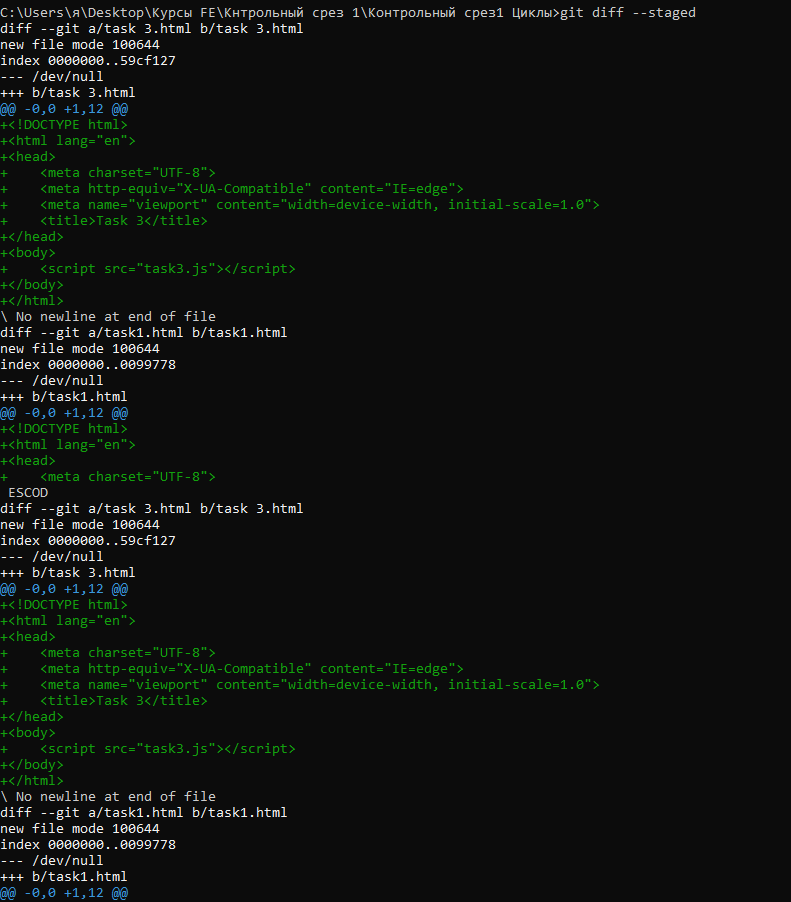 C:\Users\я\Desktop\Курсы FE\Кнтрольный срез 1\Контрольный срез1 Циклы>git diff --staged
diff --git a/task 3.html b/task 3.html
new file mode 100644
index 0000000..59cf127
--- /dev/null
+++ b/task 3.html
@@ -0,0 +1,12 @@
+<!DOCTYPE html>
+<html lang="en">
+<head>
+    <meta charset="UTF-8">
+    <meta http-equiv="X-UA-Compatible" content="IE=edge">
+    <meta name="viewport" content="width=device-width, initial-scale=1.0">
+    <title>Task 3</title>
+</head>
+<body>
+    <script src="task3.js"></script>
+</body>
+</html>
\ No newline at end of file
diff --git a/task1.html b/task1.html
new file mode 100644
index 0000000..0099778
--- /dev/null
+++ b/task1.html
@@ -0,0 +1,12 @@
+<!DOCTYPE html>
+<html lang="en">
+<head>
+    <meta charset="UTF-8">
 ESCOD
diff --git a/task 3.html b/task 3.html
new file mode 100644
index 0000000..59cf127
--- /dev/null
+++ b/task 3.html
@@ -0,0 +1,12 @@
+<!DOCTYPE html>
+<html lang="en">
+<head>
+    <meta charset="UTF-8">
+    <meta http-equiv="X-UA-Compatible" content="IE=edge">
+    <meta name="viewport" content="width=device-width, initial-scale=1.0">
+    <title>Task 3</title>
+</head>
+<body>
+    <script src="task3.js"></script>
+</body>
+</html>
\ No newline at end of file
diff --git a/task1.html b/task1.html
new file mode 100644
index 0000000..0099778
--- /dev/null
+++ b/task1.html
@@ -0,0 +1,12 @@